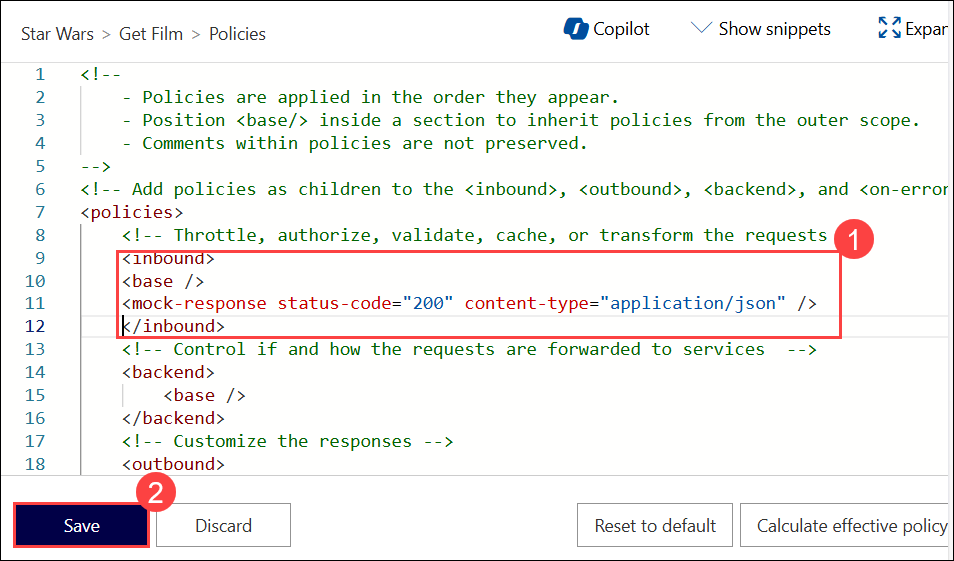 Star Wars > Get Film > Policies
Copilot
Show snippets
Expan
1 <!--
2 - Policies are applied in the order they appear.
3 - Position <base/> inside a section to inherit policies from the outer scope.
4 - Comments within policies are not preserved.
5 -->
6 <!-- Add policies as children to the <inbound>, <outbound>, <backend>, and <on-error
7 <policies>
8 <!-- Throttle, authorize, validate, cache, or transform the requests
1
9 <inbound>
10 <base />
11 <mock-response status-code="200" content-type="application/json" />
12 </inbound>
13 <!-- Control if and how the requests are forwarded to services  -->
14 <backend>
15 <base />
16 </backend>
17 <!-- Customize the responses -->
18 <outbound>
2
Save
Discard
Reset to default
Calculate effective policy